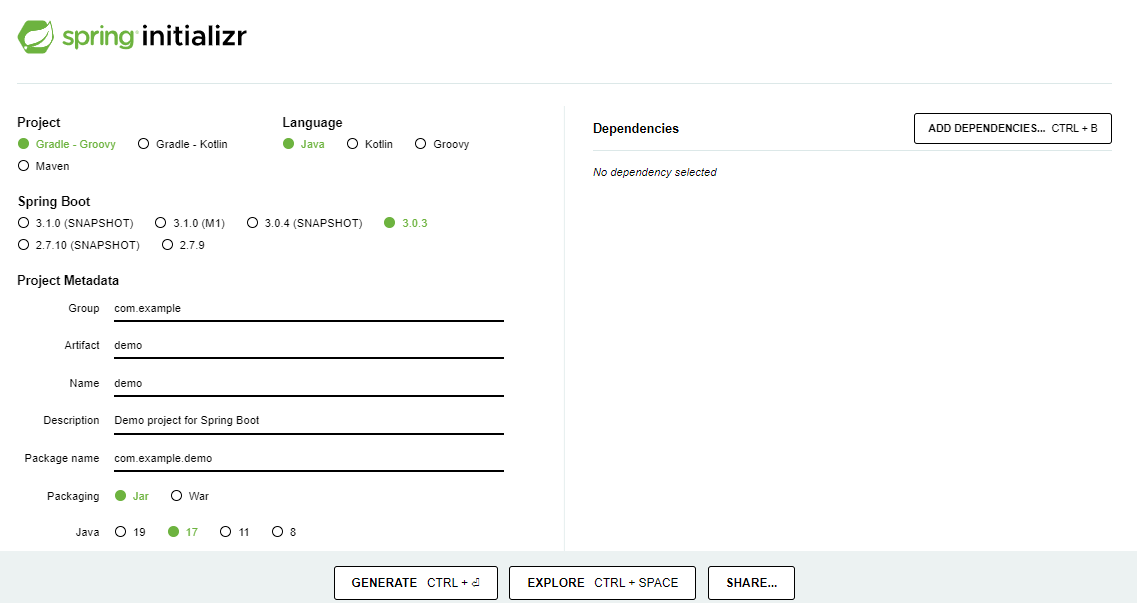 spring initializr
Project
Gradle - Groovy Gradle - Kotlin
Maven
Language
Java Kotlin Groovy
Spring Boot
3.1.0 (SNAPSHOT) 3.1.0 (M1) 3.0.4 (SNAPSHOT) 3.0.3
2.7.10 (SNAPSHOT) 2.7.9
Project Metadata
Group com.example
Artifact demo
Name demo
Description Demo project for Spring Boot
Package name com.example.demo
Packaging Jar War
Java 19 17 11 8
Dependencies ADD DEPENDENCIES... CTRL + B
No dependency selected
GENERATE CTRL + ⏎ EXPLORE CTRL + SPACE SHARE...